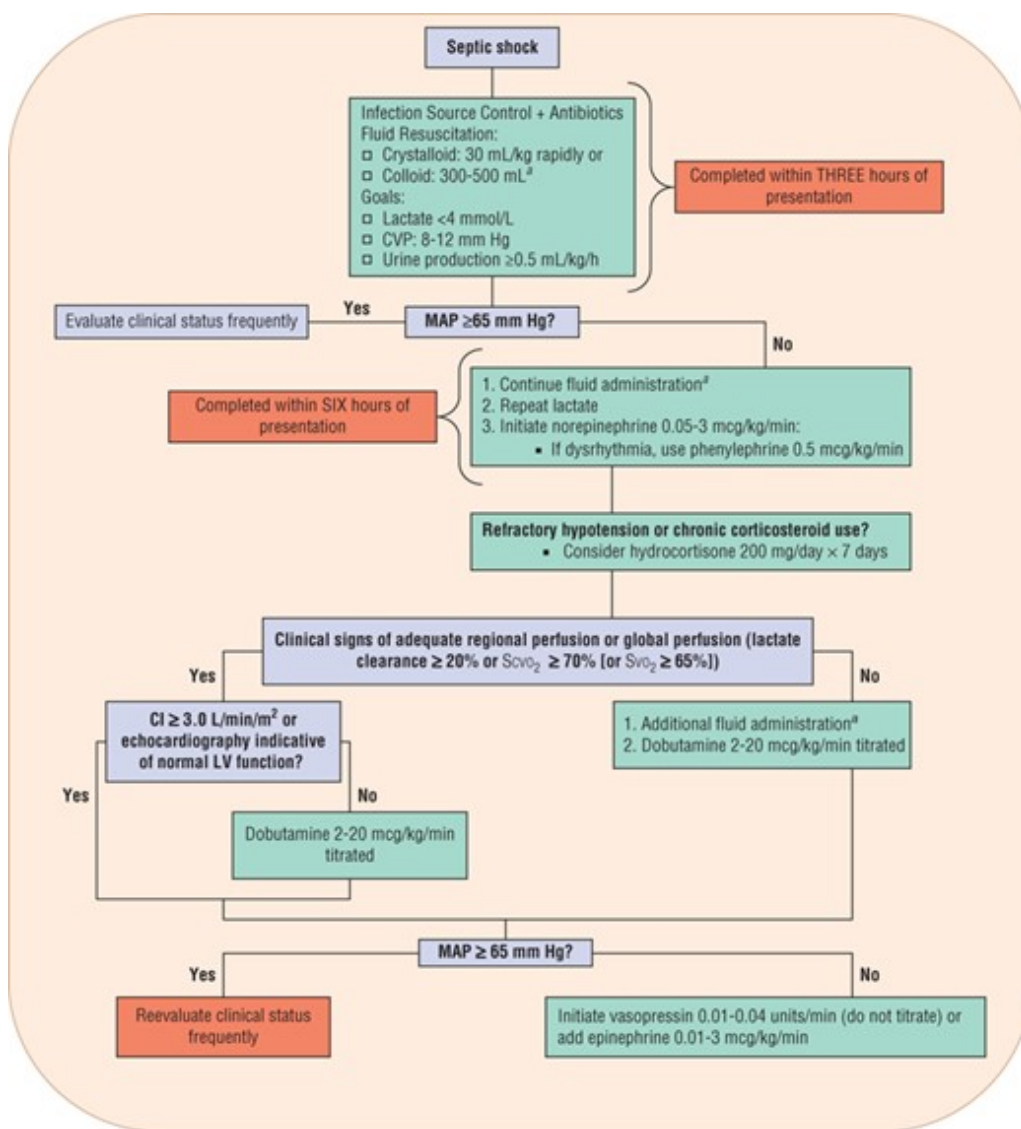 Septic shock
Infection Source Control + Antibiotics
Fluid Resuscitation:
□ Crystalloid: 30 mL/kg rapidly or
□ Colloid: 300-500 mLª
Goals:
□ Lactate <4 mmol/L
□ CVP: 8-12 mm Hg
□ Urine production ≥0.5 mL/kg/h
Completed within THREE hours of
presentation
MAP ≥65 mm Hg?
Yes
Evaluate clinical status frequently
No
1. Continue fluid administrationª
2. Repeat lactate
3. Initiate norepinephrine 0.05-3 mcg/kg/min:
▪ If dysrhythmia, use phenylephrine 0.5 mcg/kg/min
Completed within SIX hours of
presentation
Refractory hypotension or chronic corticosteroid use?
▪ Consider hydrocortisone 200 mg/day × 7 days
Clinical signs of adequate regional perfusion or global perfusion (lactate
clearance ≥ 20% or Scvo₂ ≥ 70% [or Svo₂ ≥ 65%])
Yes
CI ≥ 3.0 L/min/m² or
echocardiography indicative
of normal LV function?
Yes
No
Dobutamine 2-20 mcg/kg/min
titrated
No
1. Additional fluid administrationª
2. Dobutamine 2-20 mcg/kg/min titrated
MAP ≥ 65 mm Hg?
Yes
Reevaluate clinical status
frequently
No
Initiate vasopressin 0.01-0.04 units/min (do not titrate) or
add epinephrine 0.01-3 mcg/kg/min